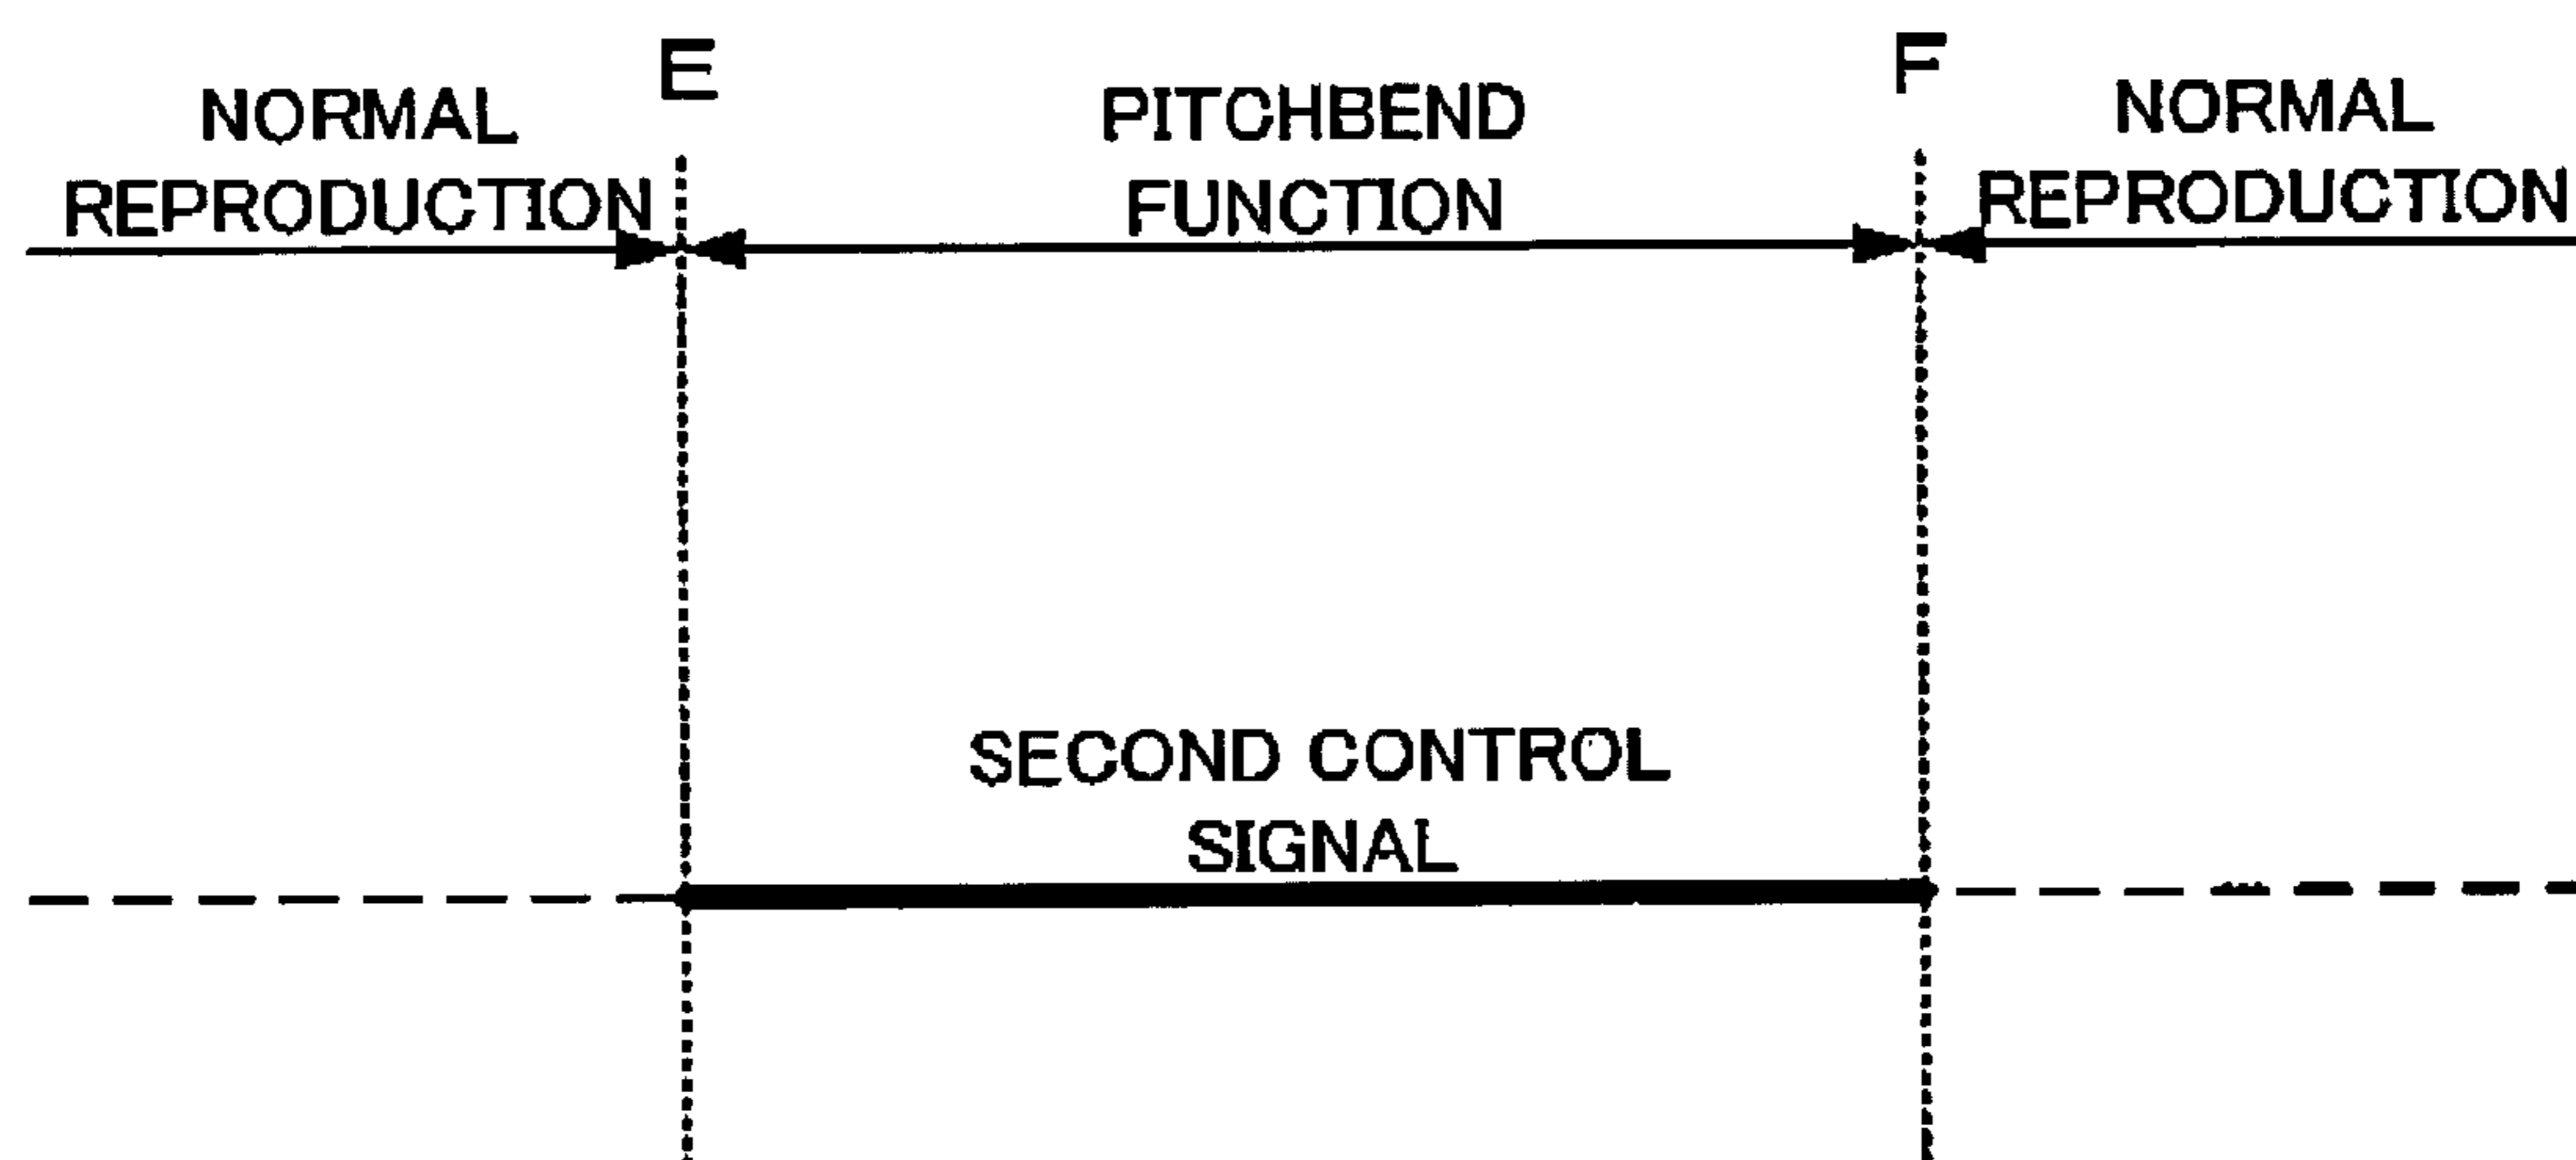 E
F
NORMAL
REPRODUCTION
PITCHBEND
FUNCTION
NORMAL
REPRODUCTION
SECOND CONTROL
SIGNAL